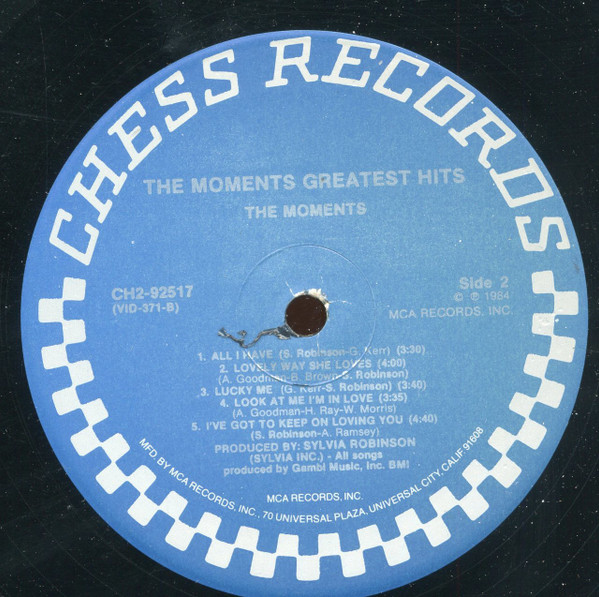 CHESS RECORDS
THE MOMENTS GREATEST HITS
THE MOMENTS
CH2-92517
(VID-371-B)
Side 2
© ℗ 1984
MCA RECORDS, INC.
1. ALL I HAVE (S. Robinson-G. Kerr) (3:30)
2. LOVELY WAY SHE LOVES (4:00)
(A. Goodman-B. Brown-S. Robinson)
3. LUCKY ME (G. Kerr-S. Robinson) (3:40)
4. LOOK AT ME I'M IN LOVE (3:35)
(A. Goodman-H. Ray-W. Morris)
5. I'VE GOT TO KEEP ON LOVING YOU (4:40)
(S. Robinson-A. Ramsey)
PRODUCED BY: SYLVIA ROBINSON
(SYLVIA INC.) - All songs
produced by Gambi Music, Inc. BMI
MCA RECORDS, INC.
MFD. BY MCA RECORDS, INC., 70 UNIVERSAL PLAZA, UNIVERSAL CITY, CALIF 91608